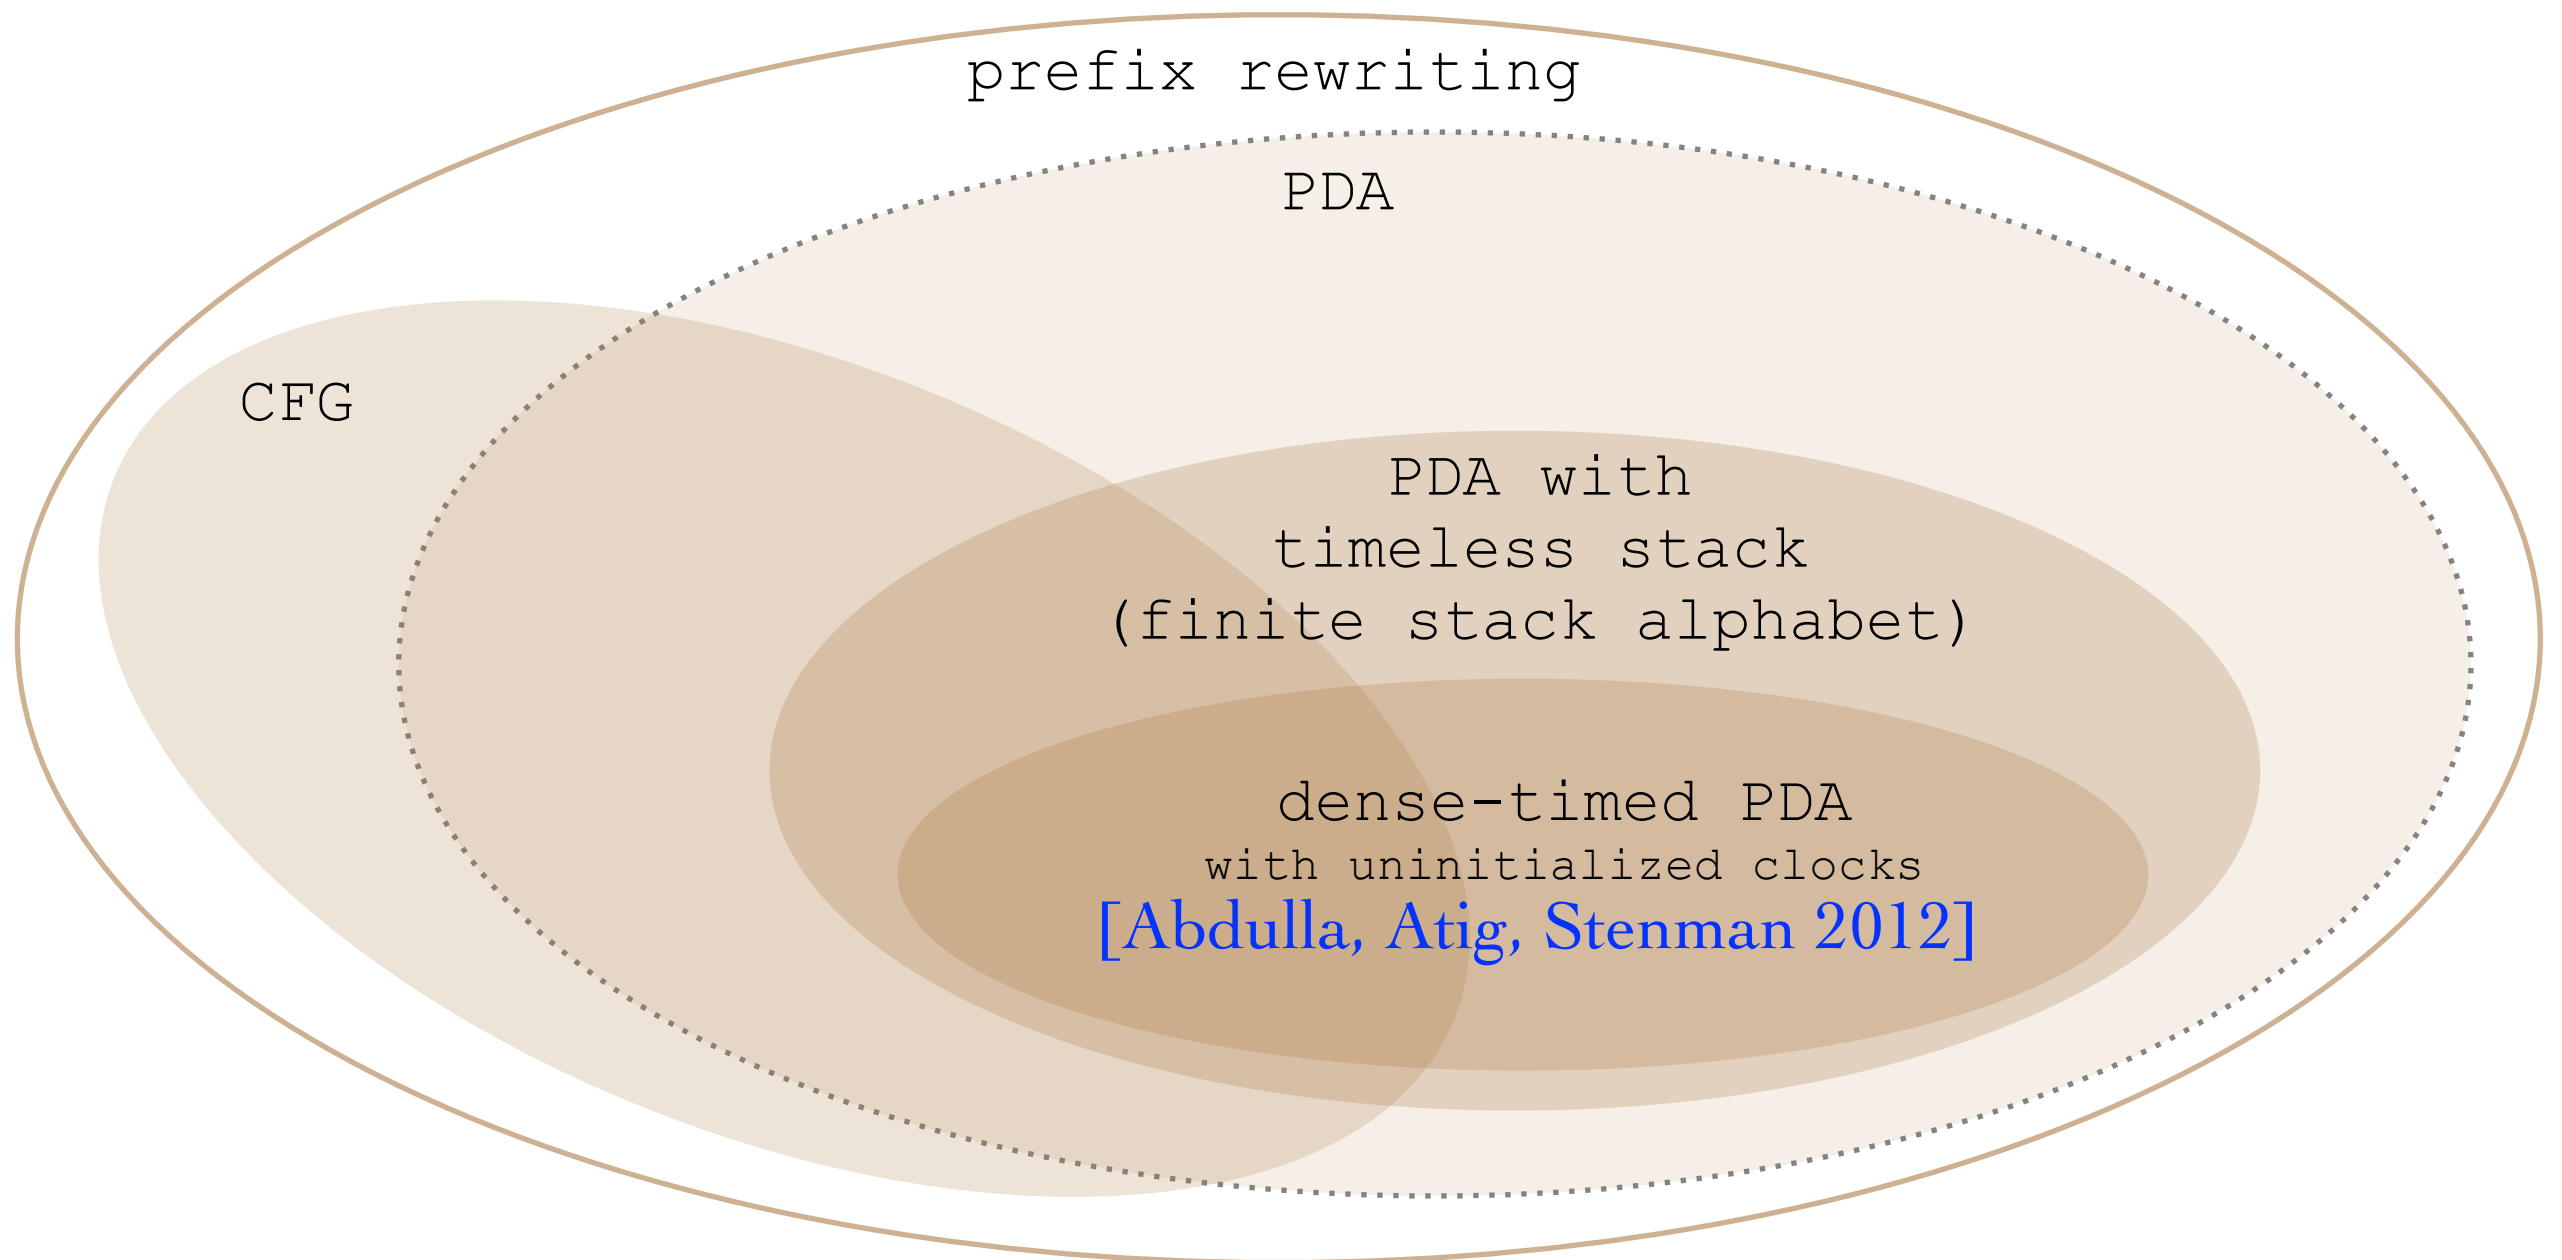 prefix rewriting
PDA
CFG
PDA with
timeless stack
(finite stack alphabet)
dense-timed PDA
with uninitialized clocks
[Abdulla, Atig, Stenman 2012]